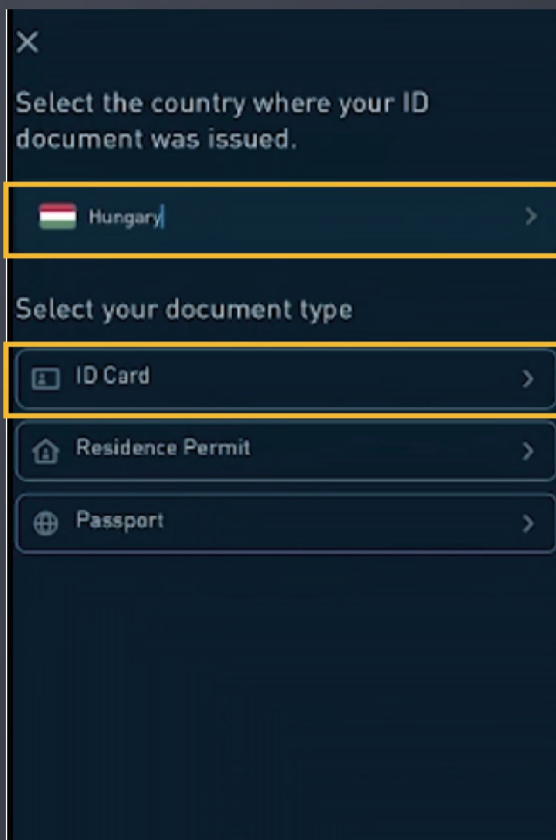 Select the country where your ID
document was issued.
Hungary
Select your document type
ID Card
Residence Permit
Passport